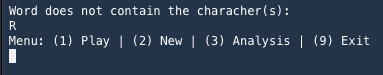 Word does not contain the characher(s):
R
Menu: (1) Play | (2) New | (3) Analysis | (9) Exit